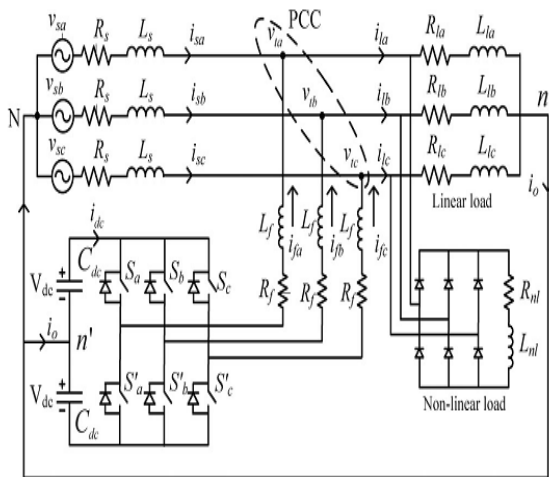 PCC
v_sa R_s L_s i_sa v_ta i_la R_la L_la
v_sb R_s L_s i_sb v_tb i_lb R_lb L_lb n
N
v_sc R_s L_s i_sc v_tc i_lc R_lc L_lc
i_o
Linear load
i_dc
L_f i_fa L_f i_fb L_f i_fc
C_dc S_a S_b S_c
V_dc + -
R_f R_f R_f R_nl
i_o n'
L_nl
V_dc + - S'_a S'_b S'_c
C_dc
Non-linear load